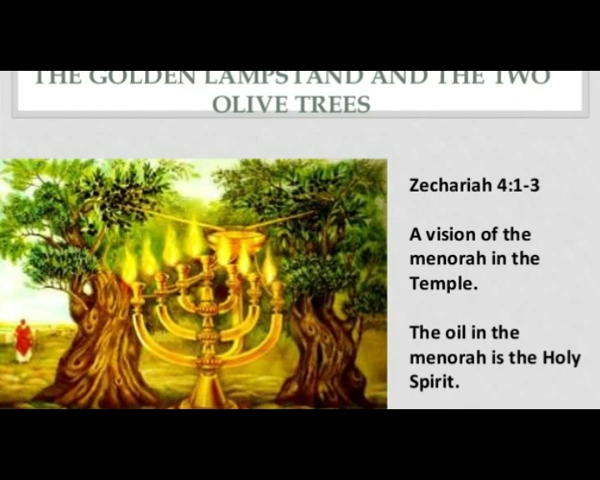 THE GOLDEN LAMPSTAND AND THE TWO
OLIVE TREES
Zechariah 4:1-3
A vision of the
menorah in the
Temple.
The oil in the
menorah is the Holy
Spirit.